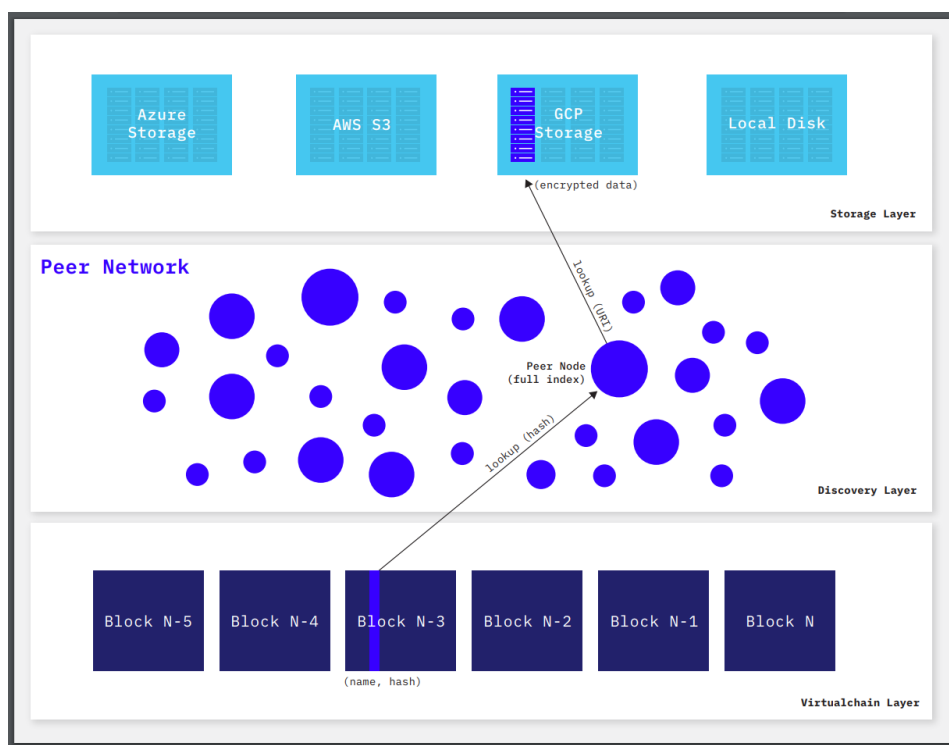 Azure
Storage
AWS S3
GCP
Storage
Local Disk
(encrypted data)
Storage Layer
Peer Network
lookup (URI)
Peer Node
(full index)
lookup (hash)
Discovery Layer
Block N-5
Block N-4
Block N-3
Block N-2
Block N-1
Block N
(name, hash)
Virtualchain Layer